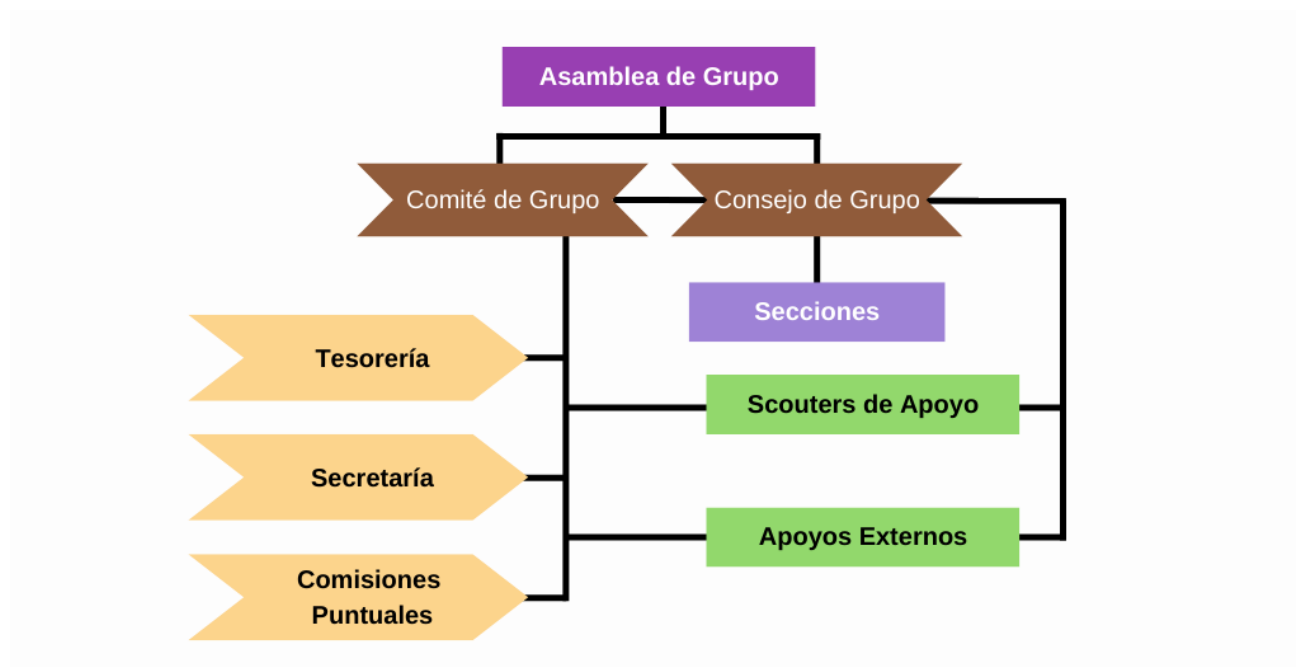 Asamblea de Grupo
Comité de Grupo
Consejo de Grupo
Secciones
Tesorería
Scouters de Apoyo
Secretaría
Apoyos Externos
Comisiones
Puntuales